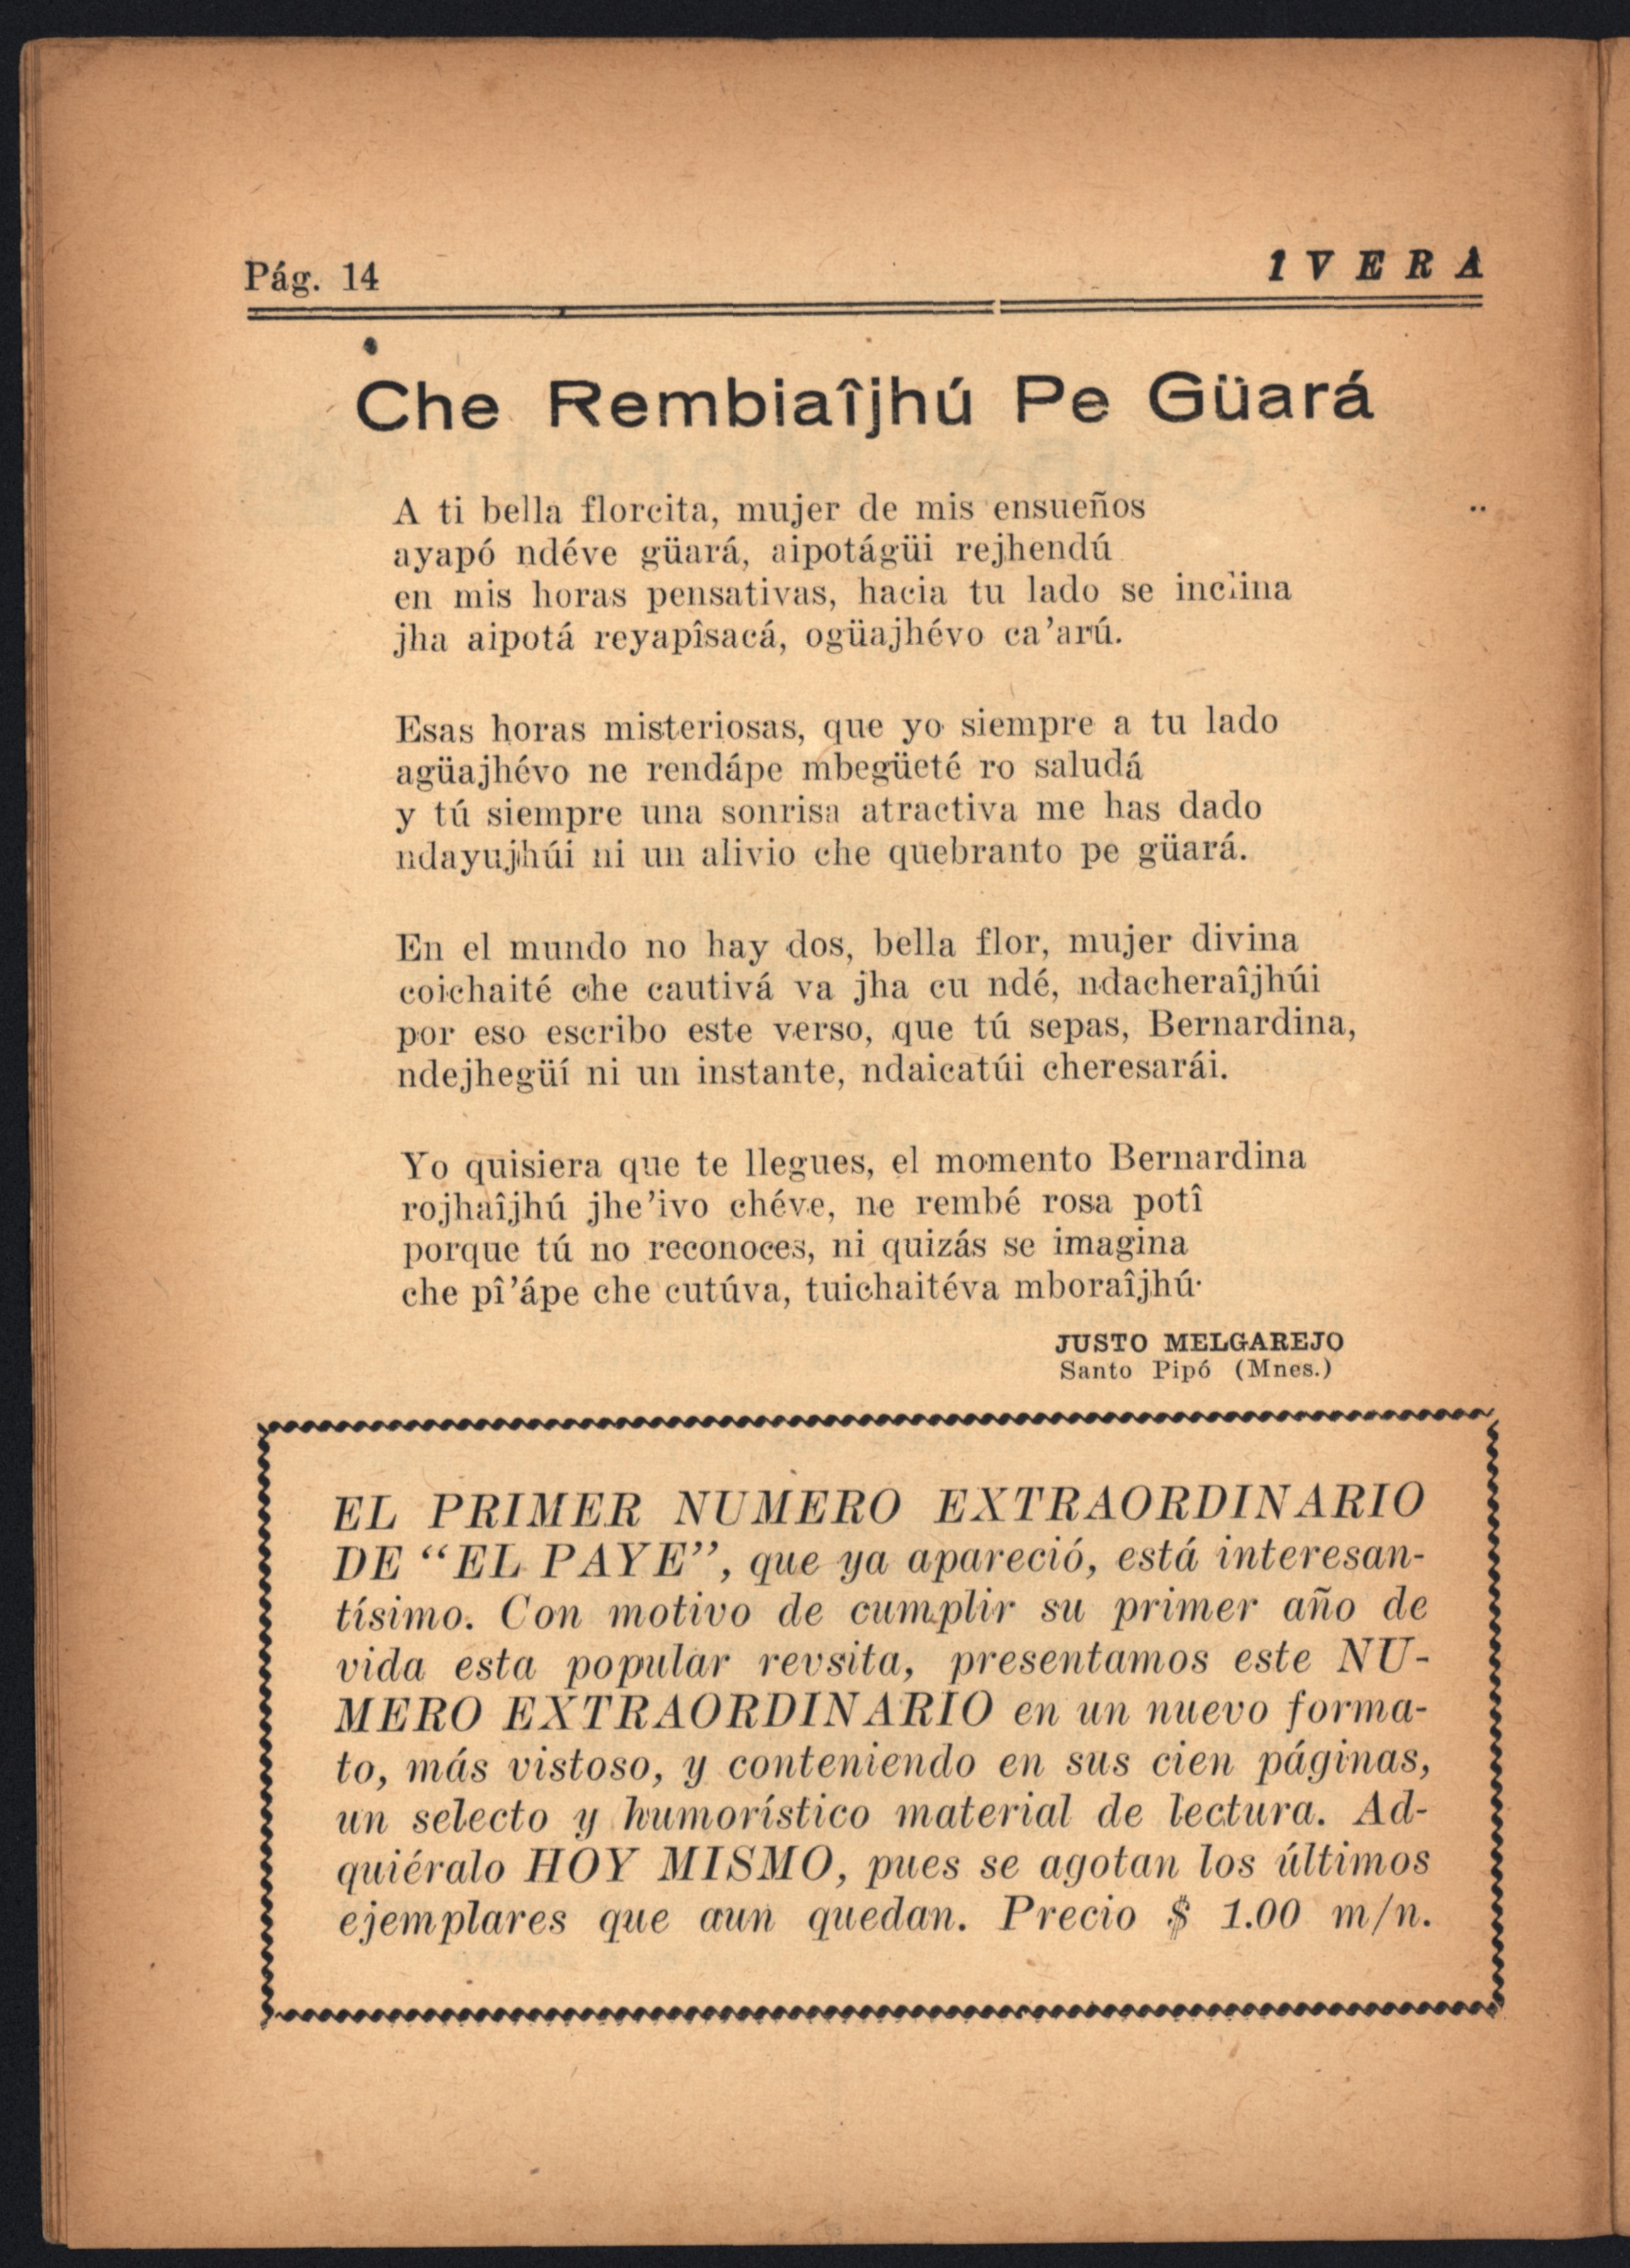 Pág. 14
1 V E R A
Che Rembiaîjhú Pe Güará
A ti bella florcita, mujer de mis ensueños
ayapó ndéve güará, aipotágüi rejhendú
en mis horas pensativas, hacia tu lado se inclina
jha aipotá reyapîsacá, ogüajhévo ca'arú.
Esas horas misteriosas, que yo siempre a tu lado
agüajhévo ne rendápe mbegüeté ro saludá
y tú siempre una sonrisa atractiva me has dado
ndayujhúi ni un alivio che quebranto pe güará.
En el mundo no hay dos, bella flor, mujer divina
coichaité che cautivá va jha cu ndé, ndacheraîjhúi
por eso escribo este verso, que tú sepas, Bernardina,
ndejhegüí ni un instante, ndaicatúi cheresarái.
Yo quisiera que te llegues, el momento Bernardina
rojhaîjhú jhe'ivo chéve, ne rembé rosa potî
porque tú no reconoces, ni quizás se imagina
che pî'ápe che cutúva, tuichaitéva mboraîjhú.
JUSTO MELGAREJO
Santo Pipó (Mnes.)
EL PRIMER NUMERO EXTRAORDINARIO
DE "EL PAYE", que ya apareció, está interesan-
tísimo. Con motivo de cumplir su primer año de
vida esta popular revsita, presentamos este NU-
MERO EXTRAORDINARIO en un nuevo forma-
to, más vistoso, y conteniendo en sus cien páginas,
un selecto y humorístico material de lectura. Ad-
quiéralo HOY MISMO, pues se agotan los últimos
ejemplares que aun quedan. Precio $ 1.00 m/n.